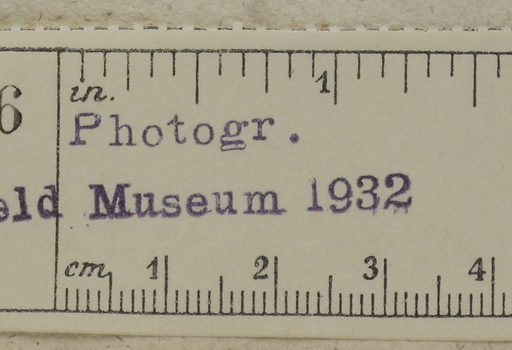 6
in. 1
Photogr.
eld Museum 1932
cm 1 2 3 4